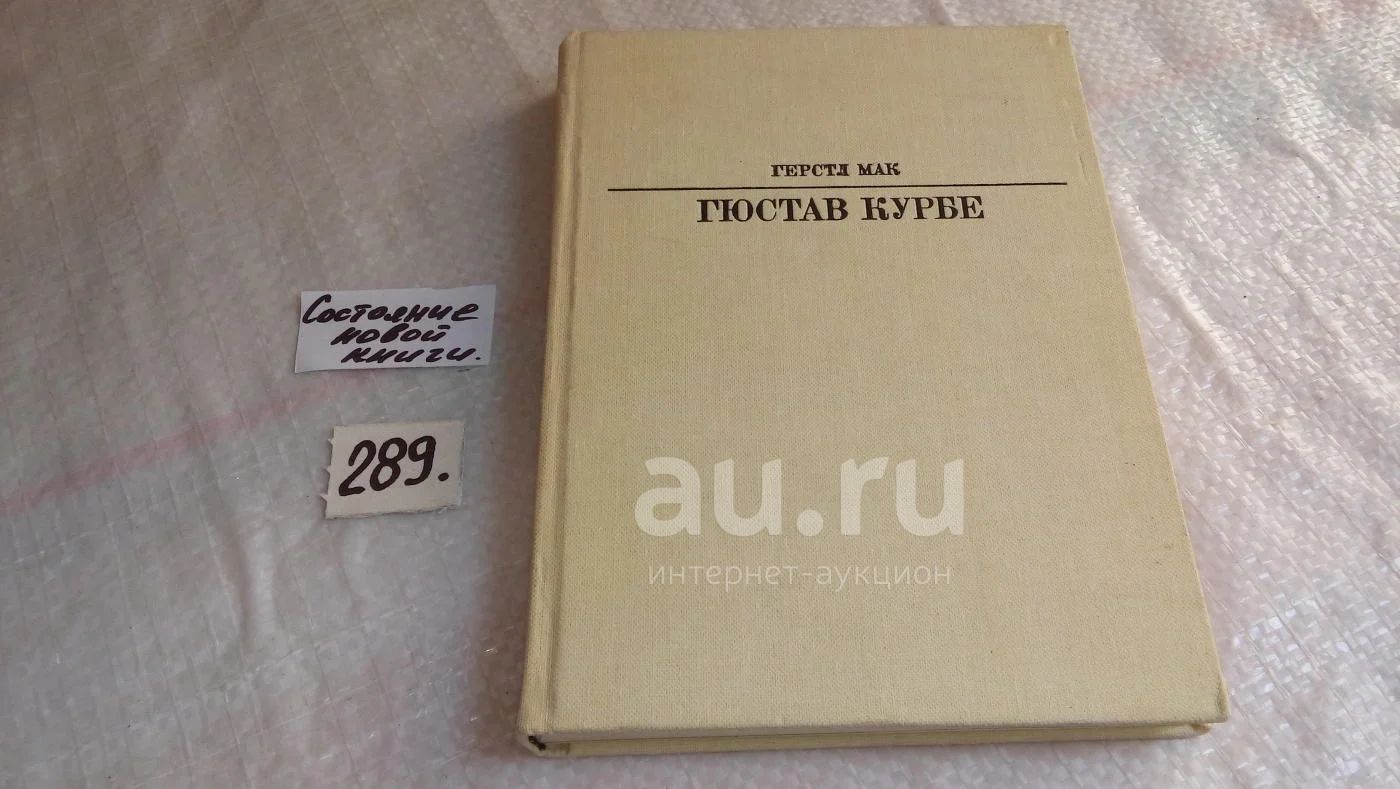 ГЕРСТЛ МАК
ГЮСТАВ КУРБЕ
Состояние
новой
книги.
289.
au.ru
интернет-аукцион